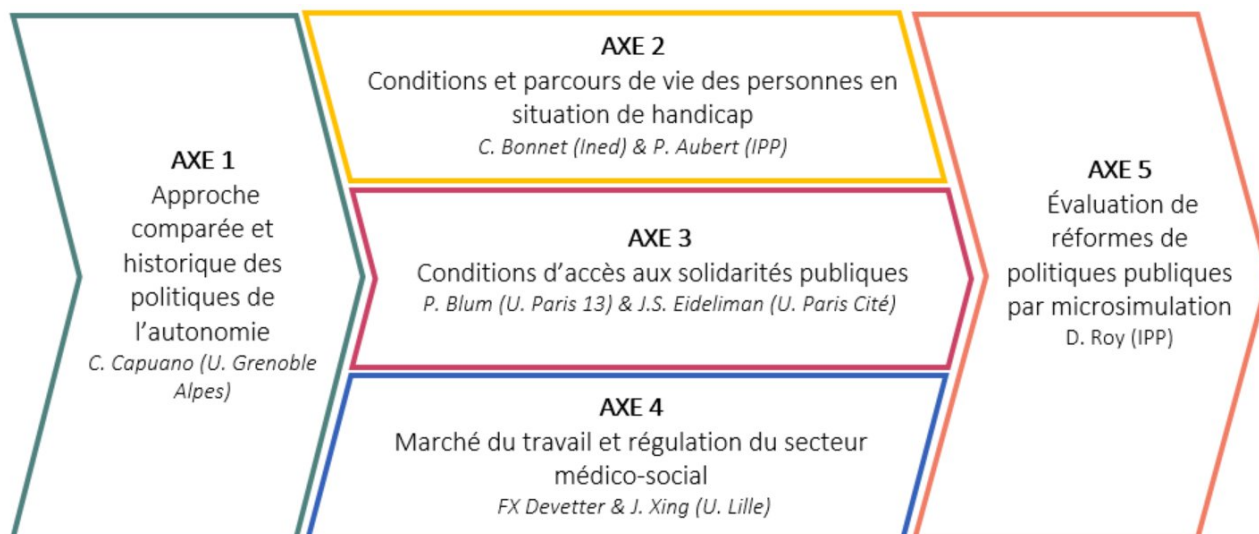 AXE 1
Approche
comparée et
historique des
politiques de
l'autonomie
C. Capuano (U. Grenoble
Alpes)
AXE 2
Conditions et parcours de vie des personnes en
situation de handicap
C. Bonnet (Ined) & P. Aubert (IPP)
AXE 3
Conditions d'accès aux solidarités publiques
P. Blum (U. Paris 13) & J.S. Eideliman (U. Paris Cité)
AXE 4
Marché du travail et régulation du secteur
médico-social
FX Devetter & J. Xing (U. Lille)
AXE 5
Évaluation de
réformes de
politiques publiques
par microsimulation
D. Roy (IPP)